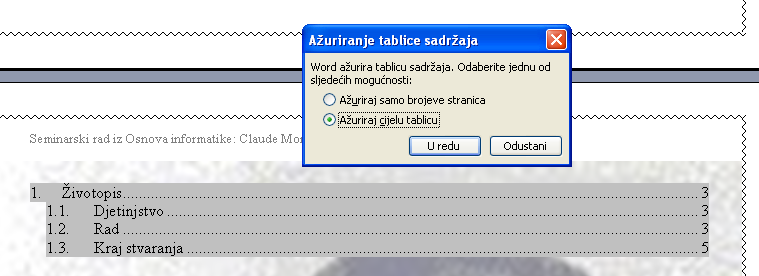 Ažuriranje tablice sadržaja
Word ažurira tablicu sadržaja. Odaberite jednu od
sljedećih mogućnosti:
Ažuriraj samo brojeve stranica
Ažuriraj cijelu tablicu
U redu Odustani
Seminarski rad iz Osnova informatike: Claude
1. Životopis 3
1.1. Djetinjstvo 3
1.2. Rad 3
1.3. Kraj stvaranja 5